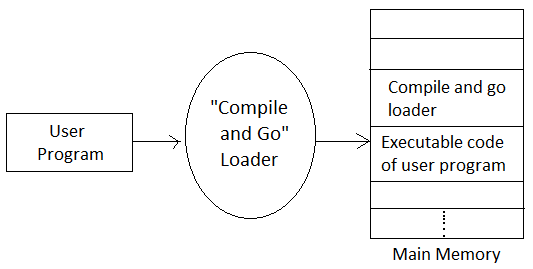 User
Program
"Compile
and Go"
Loader
Compile and go
loader
Executable code
of user program
Main Memory